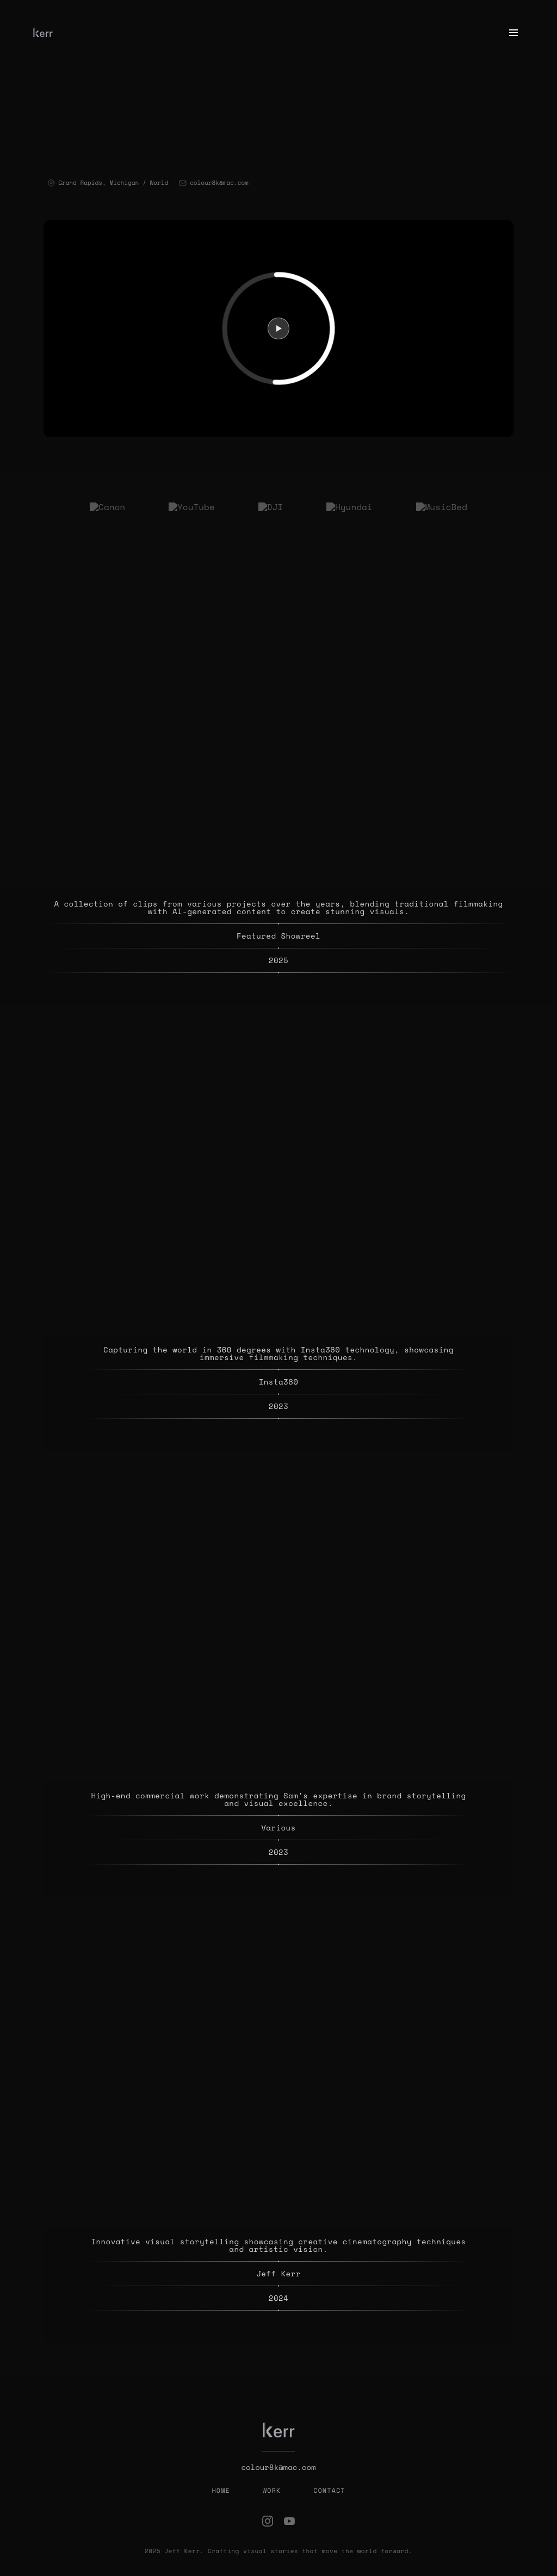 kerr
Grand Rapids, Michigan / World colour8k@mac.com
Canon YouTube DJI Hyundai MusicBed
A collection of clips from various projects over the years, blending traditional filmmaking
with AI-generated content to create stunning visuals.
Featured Showreel
2025
Capturing the world in 360 degrees with Insta360 technology, showcasing
immersive filmmaking techniques.
Insta360
2023
High-end commercial work demonstrating Sam's expertise in brand storytelling
and visual excellence.
Various
2023
Innovative visual storytelling showcasing creative cinematography techniques
and artistic vision.
Jeff Kerr
2024
kerr
colour8k@mac.com
HOME WORK CONTACT
2025 Jeff Kerr. Crafting visual stories that move the world forward.